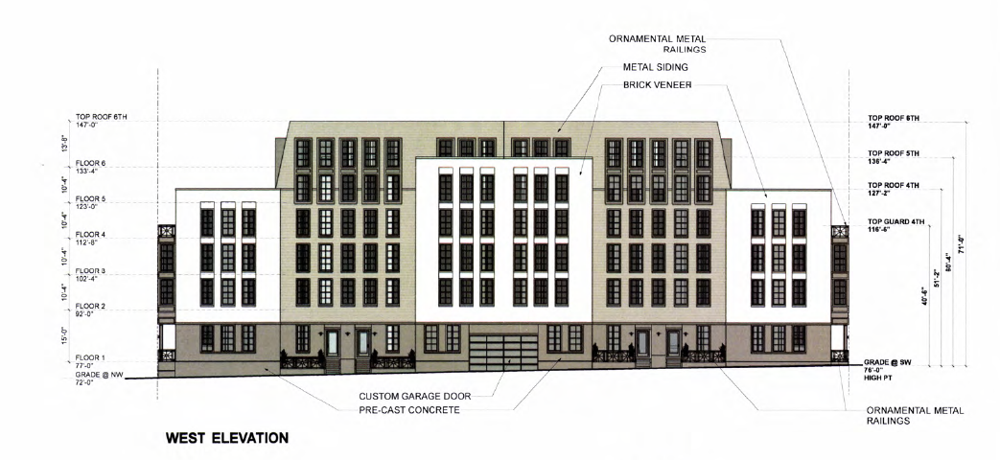 ORNAMENTAL METAL
RAILINGS
METAL SIDING
BRICK VENEER
TOP ROOF 6TH
147'-0"
13'-8"
FLOOR 6
133'-4"
10'-4"
FLOOR 5
123'-0"
10'-4"
FLOOR 4
112'-8"
10'-4"
FLOOR 3
102'-4"
10'-4"
FLOOR 2
92'-0"
15'-0"
FLOOR 1
77'-0"
GRADE @ NW
72'-0"
TOP ROOF 6TH
147'-0"
TOP ROOF 5TH
136'-4"
TOP ROOF 4TH
127'-2"
TOP GUARD 4TH
116'-6"
40'-6"
51'-2"
60'-4"
71'-0"
GRADE @ SW
76'-0"
HIGH PT
CUSTOM GARAGE DOOR
PRE-CAST CONCRETE
ORNAMENTAL METAL
RAILINGS
WEST ELEVATION